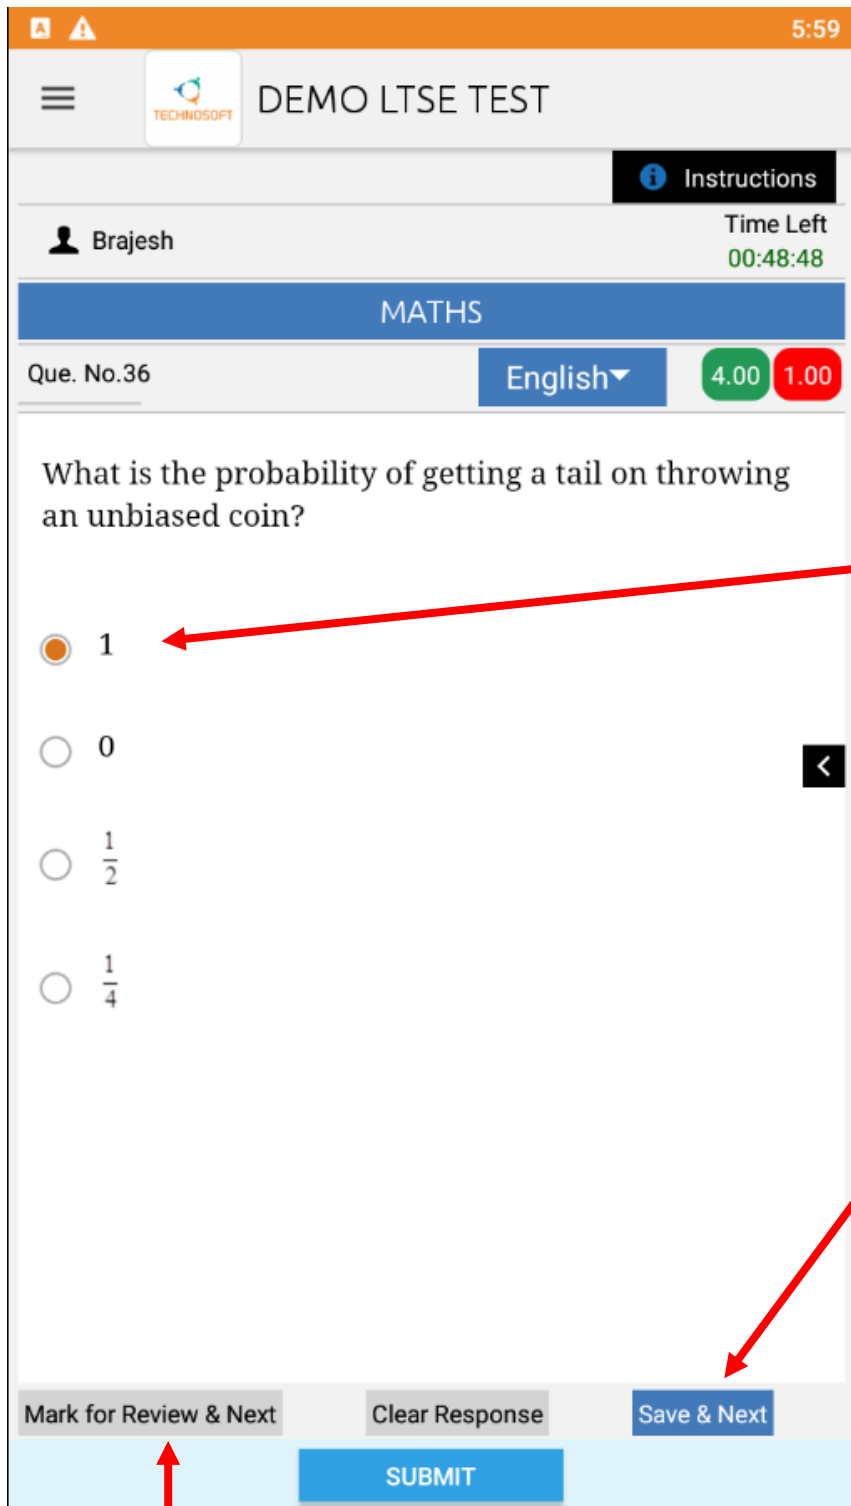 A
5:59
TECHNOSOFT
DEMO LTSE TEST
i Instructions
Brajesh
Time Left
00:48:48
MATHS
Que. No.36
English
4.00 1.00
What is the probability of getting a tail on throwing
an unbiased coin?
1
0
1/2
1/4
Mark for Review & Next
Clear Response
Save & Next
SUBMIT